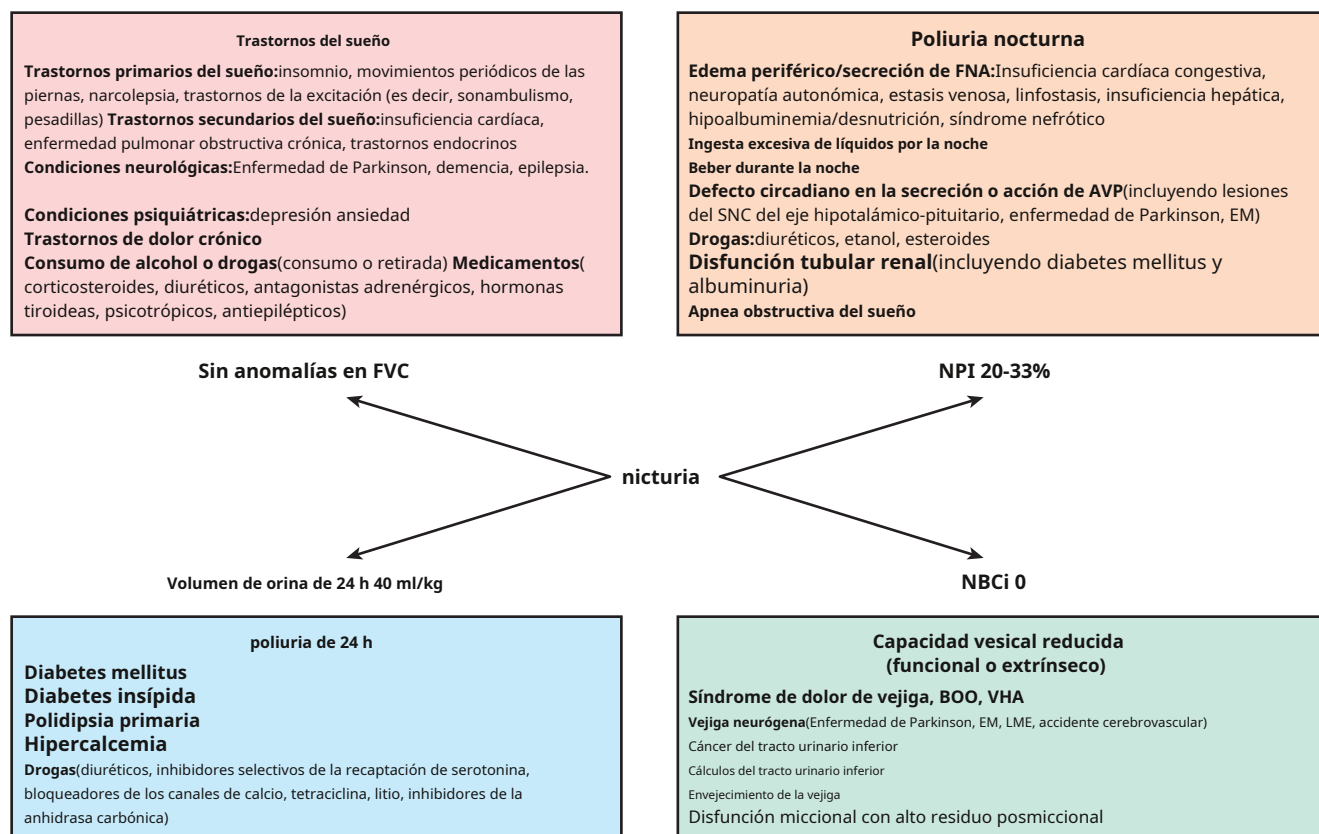 Trastornos del sueño
Trastornos primarios del sueño:insomnio, movimientos periódicos de las
piernas, narcolepsia, trastornos de la excitación (es decir, sonambulismo,
pesadillas) Trastornos secundarios del sueño:insuficiencia cardíaca,
enfermedad pulmonar obstructiva crónica, trastornos endocrinos
Condiciones neurológicas:Enfermedad de Parkinson, demencia, epilepsia.
Condiciones psiquiátricas:depresión ansiedad
Trastornos de dolor crónico
Consumo de alcohol o drogas(consumo o retirada) Medicamentos(
corticosteroides, diuréticos, antagonistas adrenérgicos, hormonas
tiroideas, psicotrópicos, antiepilépticos)
Poliuria nocturna
Edema periférico/secreción de FNA:Insuficiencia cardíaca congestiva,
neuropatía autonómica, estasis venosa, linfostasis, insuficiencia hepática,
hipoalbuminemia/desnutrición, síndrome nefrótico
Ingesta excesiva de líquidos por la noche
Beber durante la noche
Defecto circadiano en la secreción o acción de AVP(incluyendo lesiones
del SNC del eje hipotalámico-pituitario, enfermedad de Parkinson, EM)
Drogas:diuréticos, etanol, esteroides
Disfunción tubular renal(incluyendo diabetes mellitus y
albuminuria)
Apnea obstructiva del sueño
Sin anomalías en FVC
NPI 20-33%
nicturia
Volumen de orina de 24 h 40 ml/kg
NBCi 0
poliuria de 24 h
Diabetes mellitus
Diabetes insípida
Polidipsia primaria
Hipercalcemia
Drogas(diuréticos, inhibidores selectivos de la recaptación de serotonina,
bloqueadores de los canales de calcio, tetraciclina, litio, inhibidores de la
anhidrasa carbónica)
Capacidad vesical reducida
(funcional o extrínseco)
Síndrome de dolor de vejiga, BOO, VHA
Vejiga neurógena(Enfermedad de Parkinson, EM, LME, accidente cerebrovascular)
Cáncer del tracto urinario inferior
Cálculos del tracto urinario inferior
Envejecimiento de la vejiga
Disfunción miccional con alto residuo posmiccional